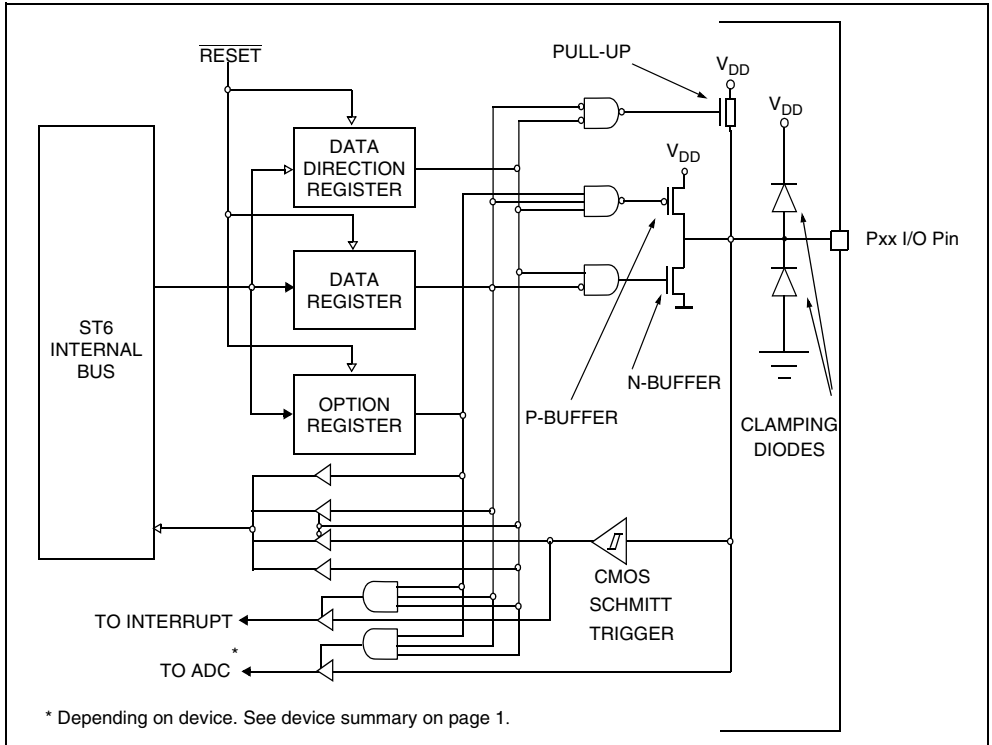 RESET
PULL-UP
VDD
VDD
VDD
DATA
DIRECTION
REGISTER
DATA
REGISTER
OPTION
REGISTER
ST6
INTERNAL
BUS
Pxx I/O Pin
N-BUFFER
P-BUFFER
CLAMPING
DIODES
CMOS
SCHMITT
TRIGGER
TO INTERRUPT
TO ADC*
* Depending on device. See device summary on page 1.